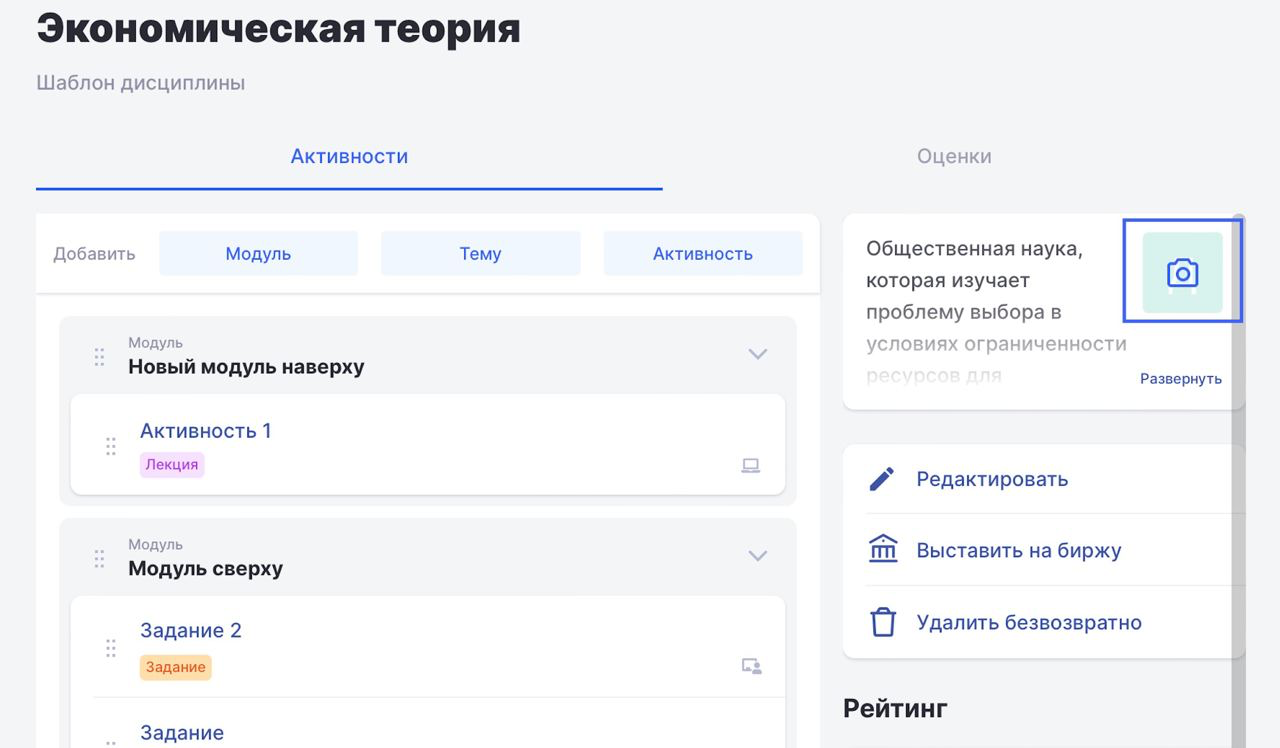 Экономическая теория
Шаблон дисциплины
Активности
Оценки
Добавить
Модуль
Тему
Активность
Модуль
Новый модуль наверху
Активность 1
Лекция
Модуль
Модуль сверху
Задание 2
Задание
Задание
Общественная наука,
которая изучает
проблему выбора в
условиях ограниченности
ресурсов для
Развернуть
Редактировать
Выставить на биржу
Удалить безвозвратно
Рейтинг